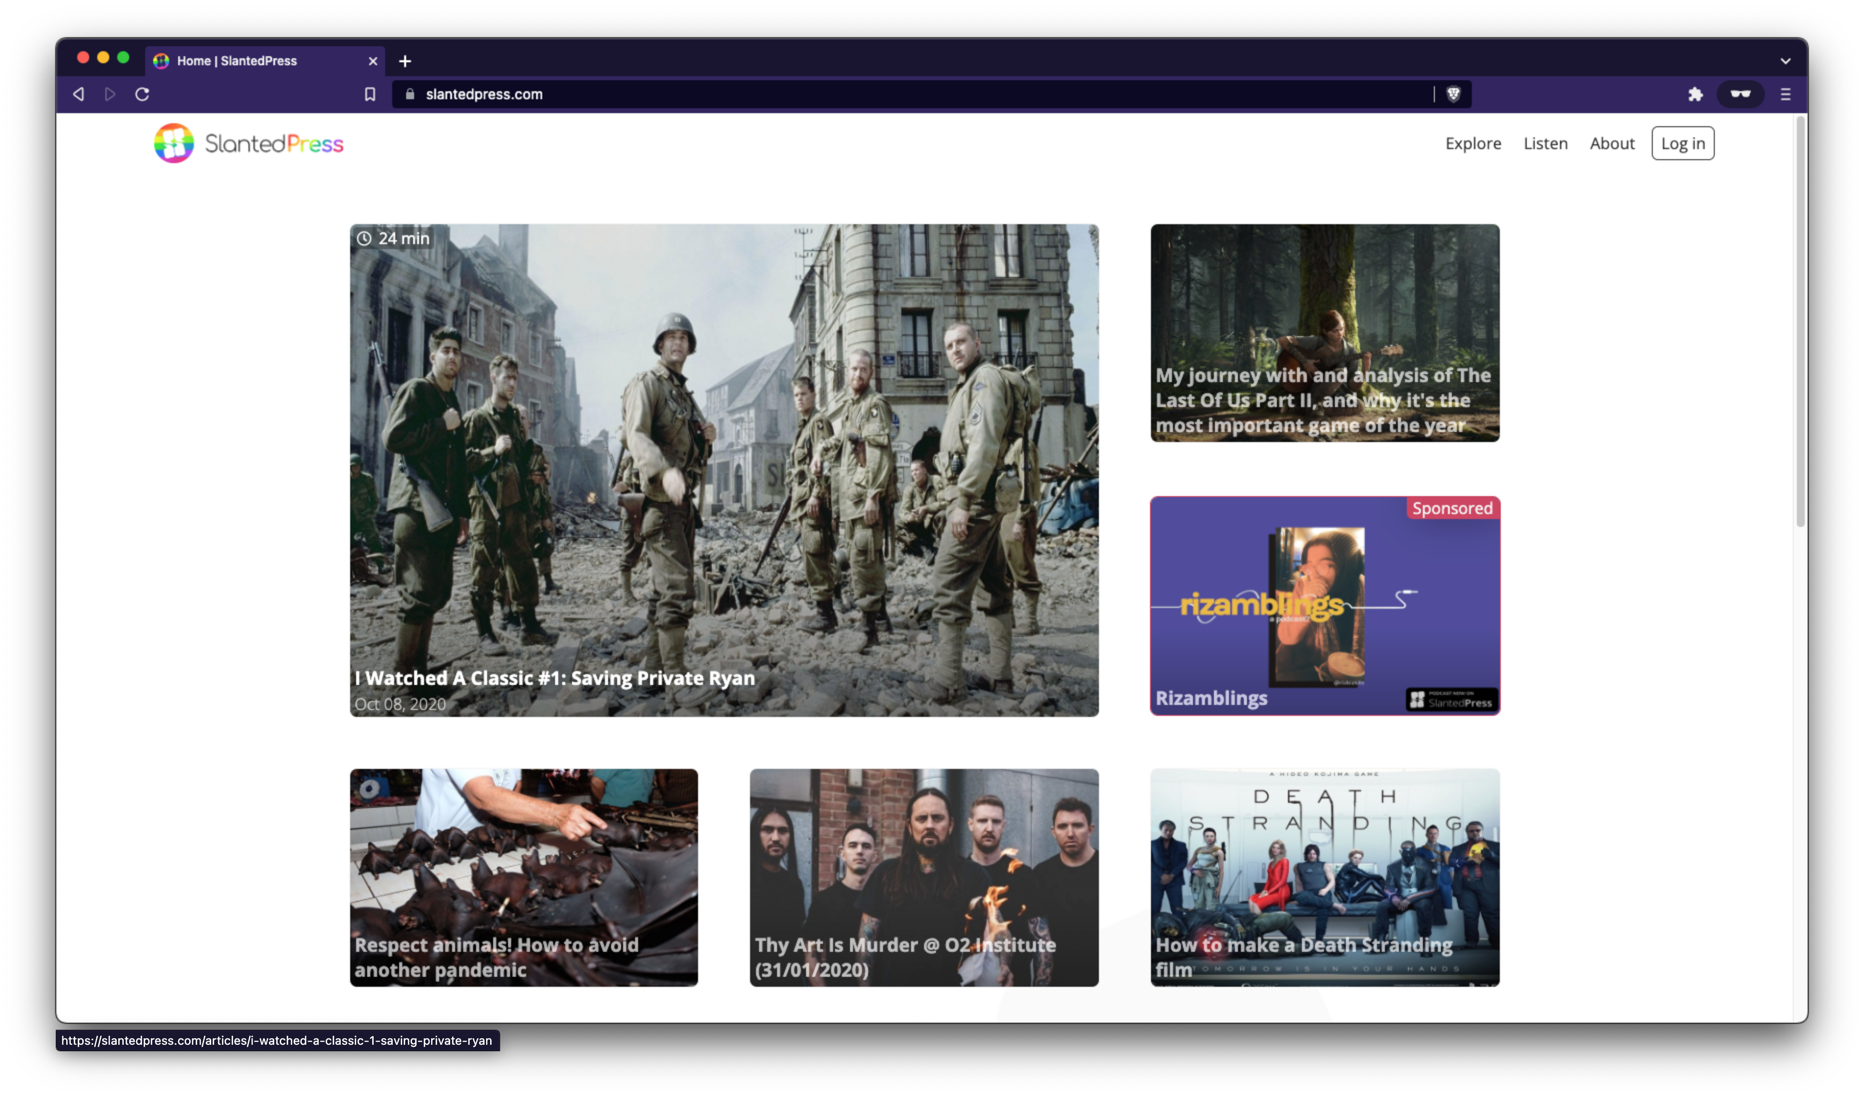 Home | SlantedPress
slantedpress.com
SlantedPress
Explore
Listen
About
Log in
24 min
I Watched A Classic #1: Saving Private Ryan
Oct 08, 2020
My journey with and analysis of The
Last Of Us Part II, and why it's the
most important game of the year
Sponsored
rizamblings
a podcast?
Rizamblings
PODCAST NOW ON
SlantedPress
Respect animals! How to avoid
another pandemic
Thy Art Is Murder @ O2 Institute
(31/01/2020)
A HIDEO KOJIMA GAME
DEATH
STRANDING
How to make a Death Stranding
film
TOMORROW IS IN YOUR HANDS
https://slantedpress.com/articles/i-watched-a-classic-1-saving-private-ryan